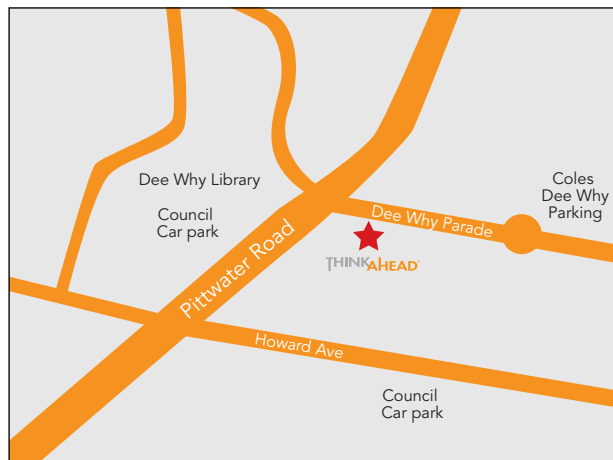 Coles
Dee Why
Parking
Dee Why Library
Council
Car park
Dee Why Parade
Pittwater Road
THINKAHEAD
Howard Ave
Council
Car park